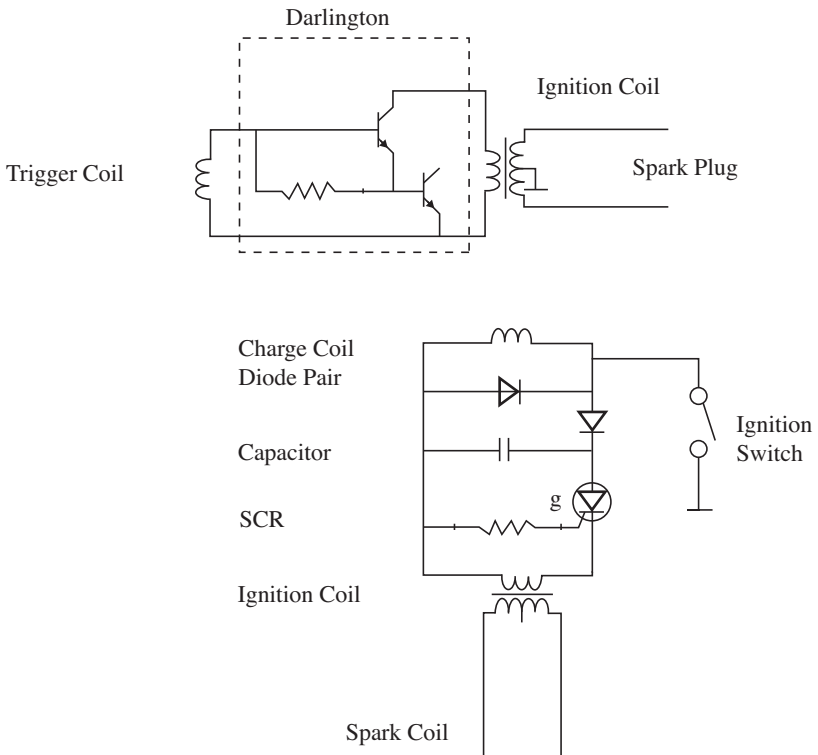 Darlington
Ignition Coil
Trigger Coil
Spark Plug
Charge Coil
Diode Pair
Ignition
Switch
Capacitor
g
SCR
Ignition Coil
Spark Coil